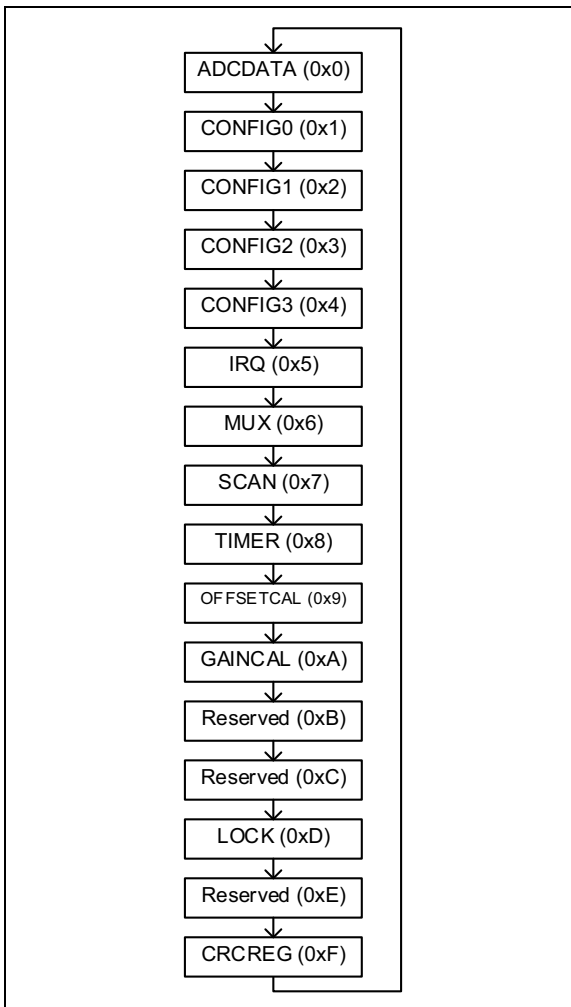 ADCDATA (0x0)
CONFIG0 (0x1)
CONFIG1 (0x2)
CONFIG2 (0x3)
CONFIG3 (0x4)
IRQ (0x5)
MUX (0x6)
SCAN (0x7)
TIMER (0x8)
OFFSETCAL (0x9)
GAINCAL (0xA)
Reserved (0xB)
Reserved (0xC)
LOCK (0xD)
Reserved (0xE)
CRCREG (0xF)